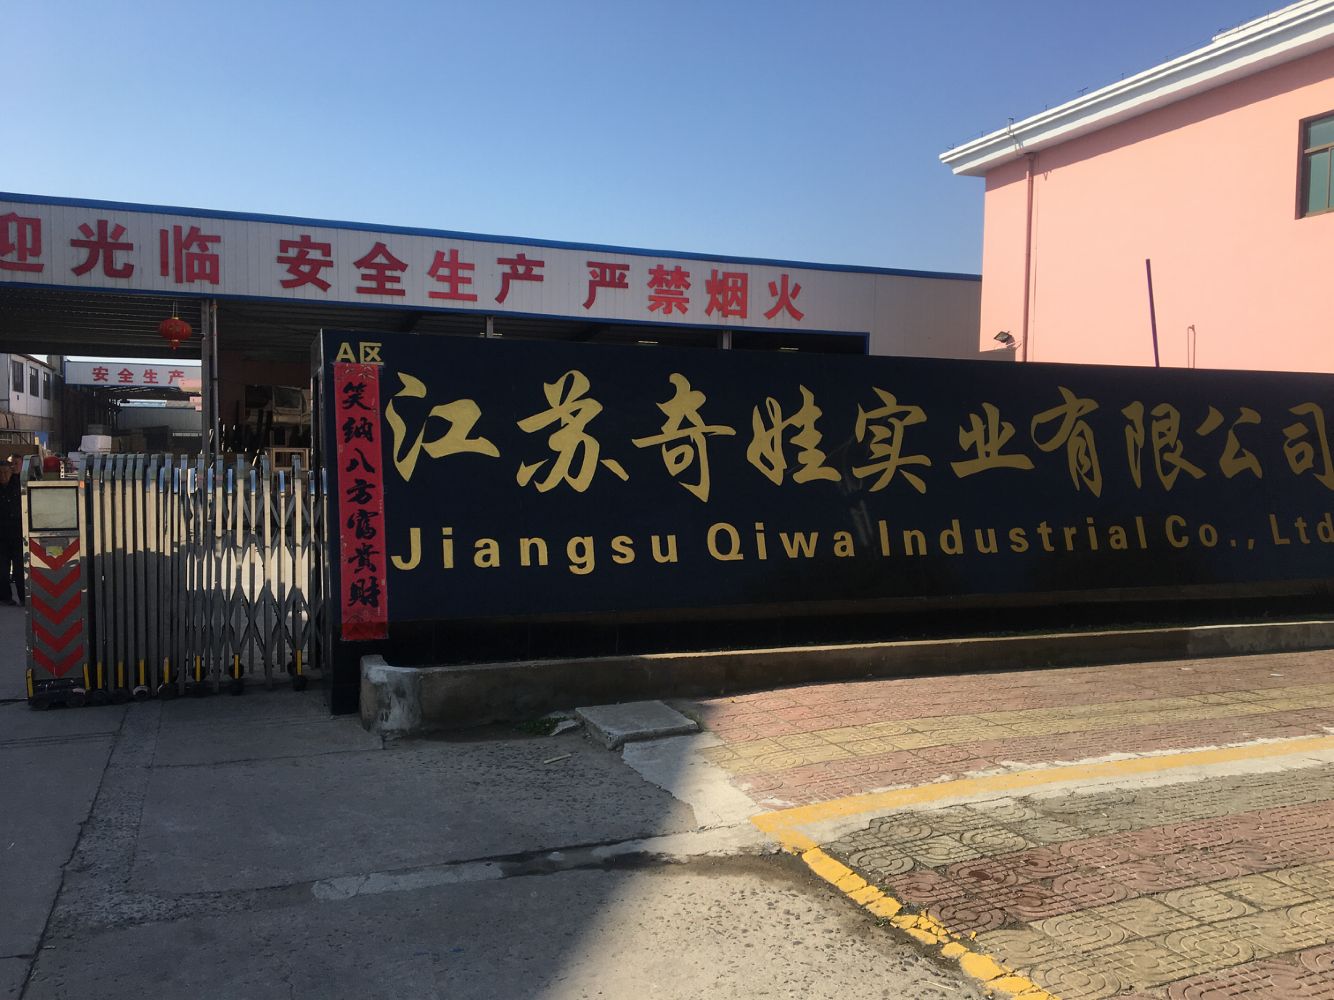 迎光临 安全生产 严禁烟火
安全生产
A区
笑纳八方富贵财
江苏奇娃实业有限公司
Jiangsu Qiwa Industrial Co., Ltd